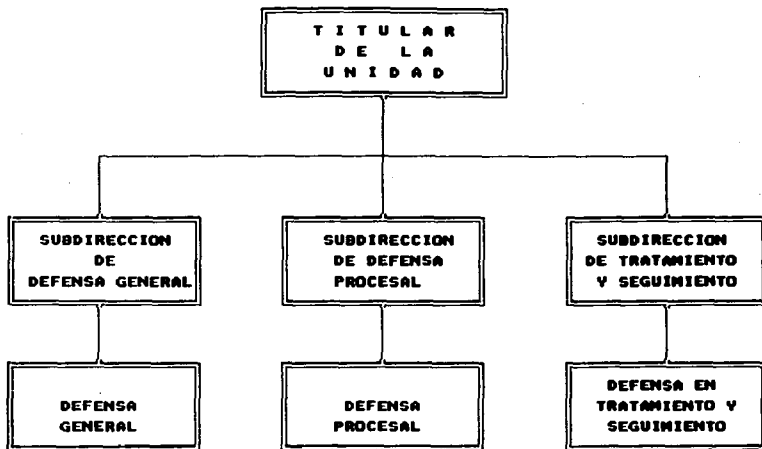 T I T U L A R
D E L A
U N I D A D
SUBDIRECCION
DE
DEFENSA GENERAL
SUBDIRECCION
DE DEFENSA
PROCESAL
SUBDIRECCION
DE TRATAMIENTO
Y SEGUIMIENTO
DEFENSA
GENERAL
DEFENSA
PROCESAL
DEFENSA EN
TRATAMIENTO Y
SEGUIMIENTO